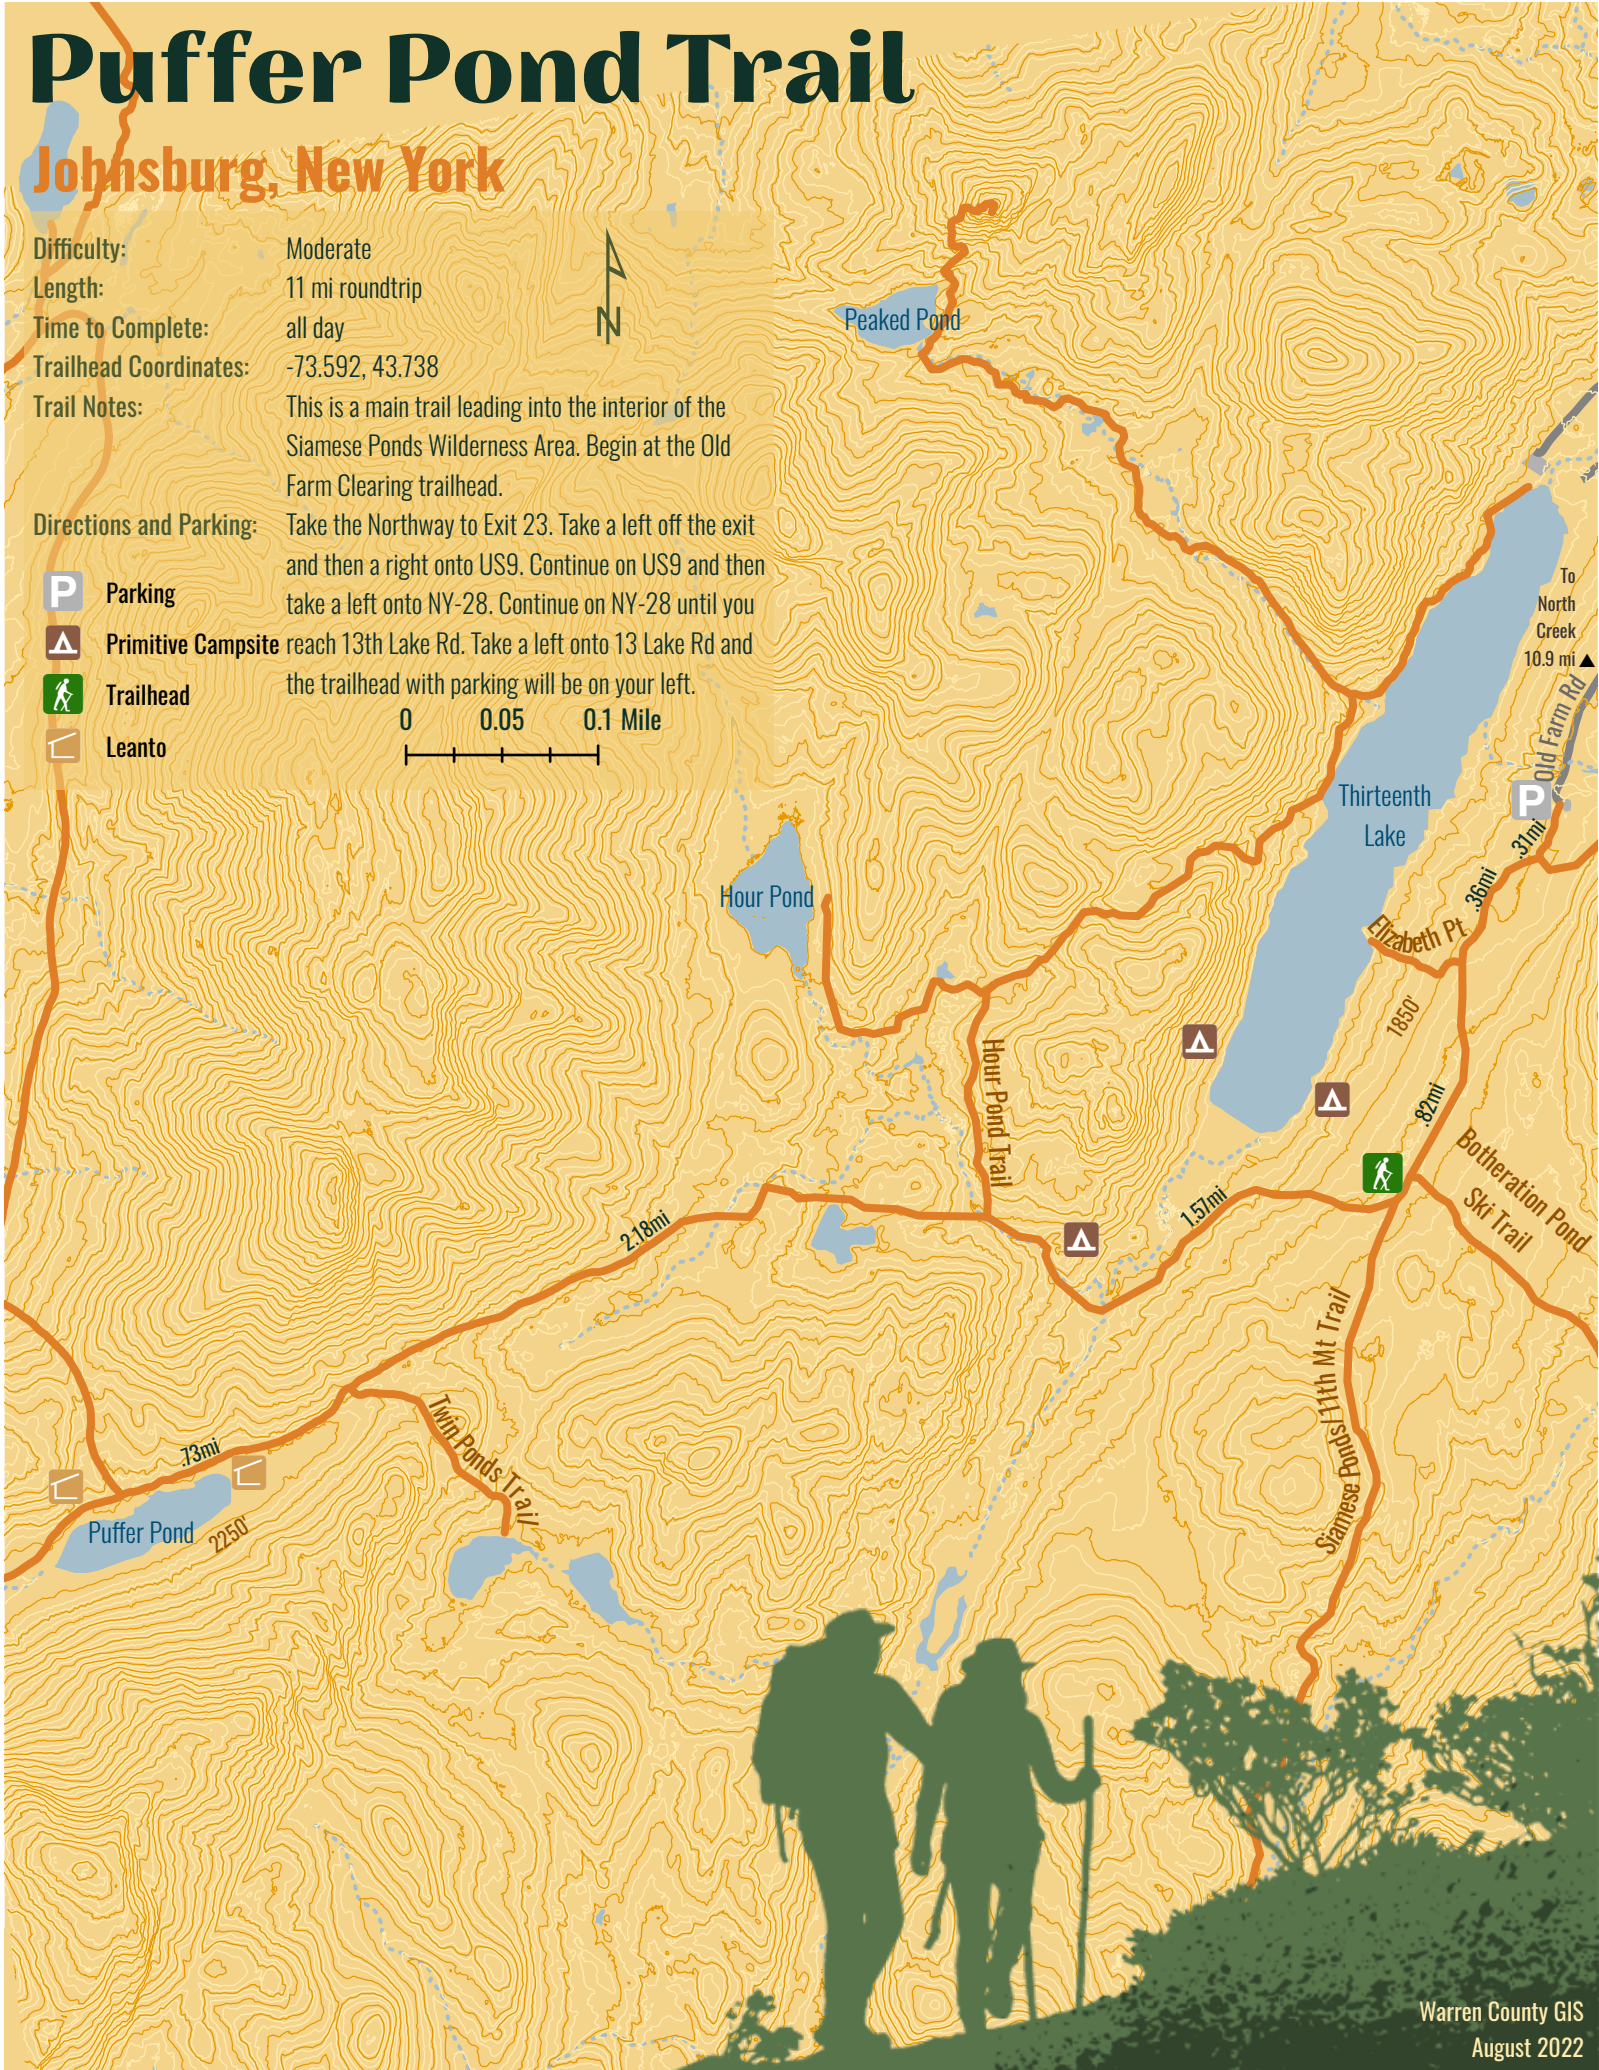 Puffer Pond Trail
Johnsburg, New York
Difficulty: Moderate
Length: 11 mi roundtrip
Time to Complete: all day
Trailhead Coordinates: -73.592, 43.738
Trail Notes: This is a main trail leading into the interior of the
Siamese Ponds Wilderness Area. Begin at the Old
Farm Clearing trailhead.
Directions and Parking: Take the Northway to Exit 23. Take a left off the exit
and then a right onto US9. Continue on US9 and then
take a left onto NY-28. Continue on NY-28 until you
reach 13th Lake Rd. Take a left onto 13 Lake Rd and
the trailhead with parking will be on your left.
N
P Parking
Primitive Campsite
Trailhead
Leanto
0 0.05 0.1 Mile
Peaked Pond
To
North
Creek
10.9 mi
Old Farm Rd
P
Thirteenth
Lake
.31mi
.36mi
Hour Pond
Elizabeth Pt
1850'
Hour Pond Trail
.82mi
Botheration Pond
Ski Trail
1.57mi
2.18mi
Siamese Ponds/ 11th Mt Trail
Twin Ponds Trail
.73mi
Puffer Pond
2250'
Warren County GIS
August 2022